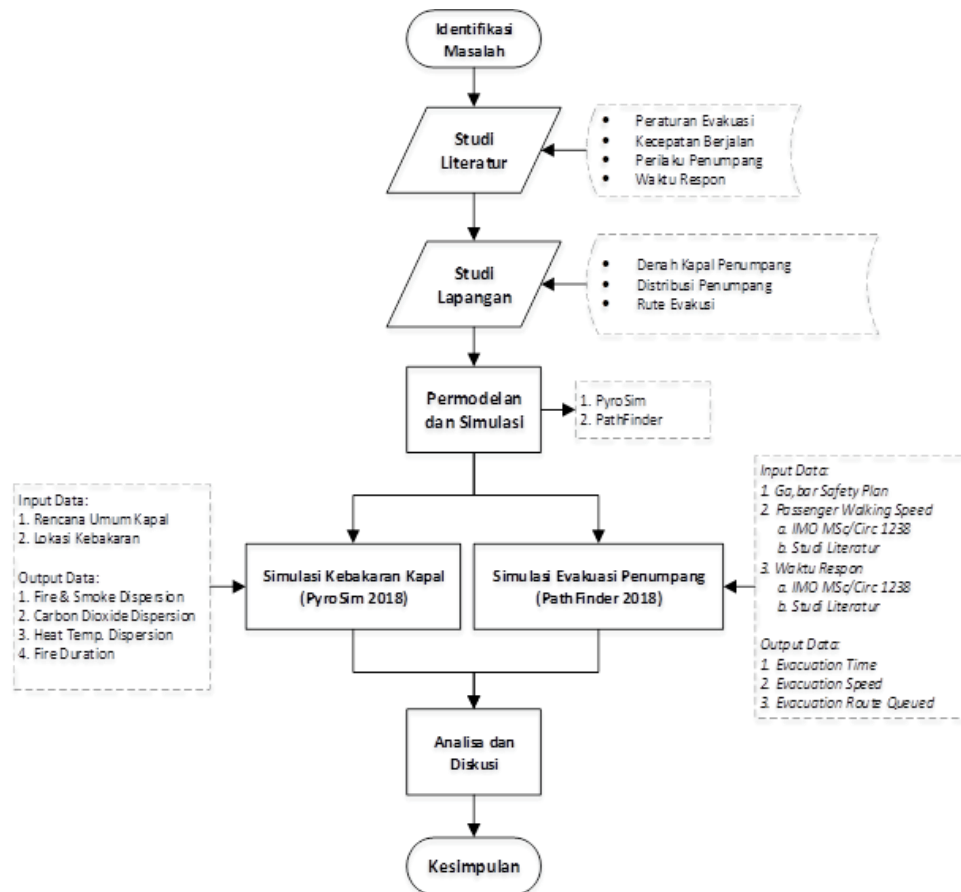 Identifikasi
Masalah
Studi
Literatur
• Peraturan Evakuasi
• Kecepatan Berjalan
• Perilaku Penumpang
• Waktu Respon
Studi
Lapangan
• Denah Kapal Penumpang
• Distribusi Penumpang
• Rute Evakusi
Permodelan
dan Simulasi
1. PyroSim
2. PathFinder
Input Data:
1. Rencana Umum Kapal
2. Lokasi Kebakaran
Output Data:
1. Fire & Smoke Dispersion
2. Carbon Dioxide Dispersion
3. Heat Temp. Dispersion
4. Fire Duration
Simulasi Kebakaran Kapal
(PyroSim 2018)
Simulasi Evakuasi Penumpang
(PathFinder 2018)
Input Data:
1. Ga,bar Safety Plan
2. Passenger Walking Speed
a. IMO MSc/Circ 1238
b. Studi Literatur
3. Waktu Respon
a. IMO MSc/Circ 1238
b. Studi Literatur
Output Data:
1. Evacuation Time
2. Evacuation Speed
3. Evacuation Route Queued
Analisa dan
Diskusi
Kesimpulan